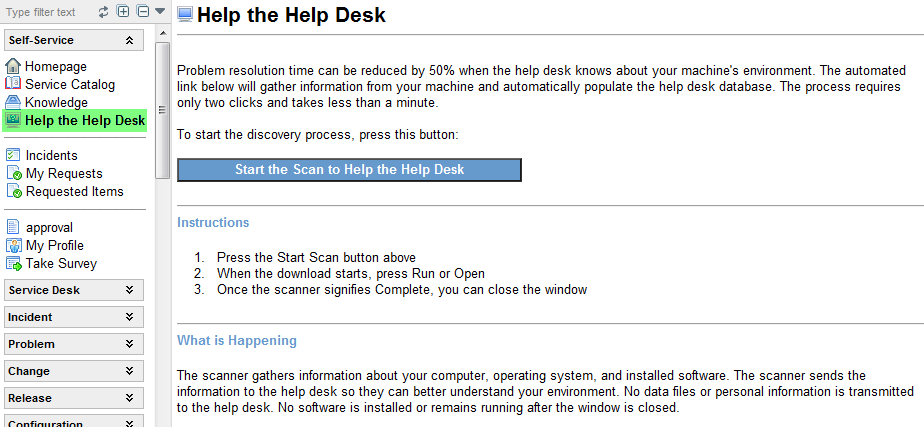 Type filter text
Self-Service
Homepage
Service Catalog
Knowledge
Help the Help Desk
Incidents
My Requests
Requested Items
approval
My Profile
Take Survey
Service Desk
Incident
Problem
Change
Release
Configuration
Help the Help Desk
Problem resolution time can be reduced by 50% when the help desk knows about your machine's environment. The automated
link below will gather information from your machine and automatically populate the help desk database. The process requires
only two clicks and takes less than a minute.
To start the discovery process, press this button:
Start the Scan to Help the Help Desk
Instructions
1. Press the Start Scan button above
2. When the download starts, press Run or Open
3. Once the scanner signifies Complete, you can close the window
What is Happening
The scanner gathers information about your computer, operating system, and installed software. The scanner sends the
information to the help desk so they can better understand your environment. No data files or personal information is transmitted
to the help desk. No software is installed or remains running after the window is closed.